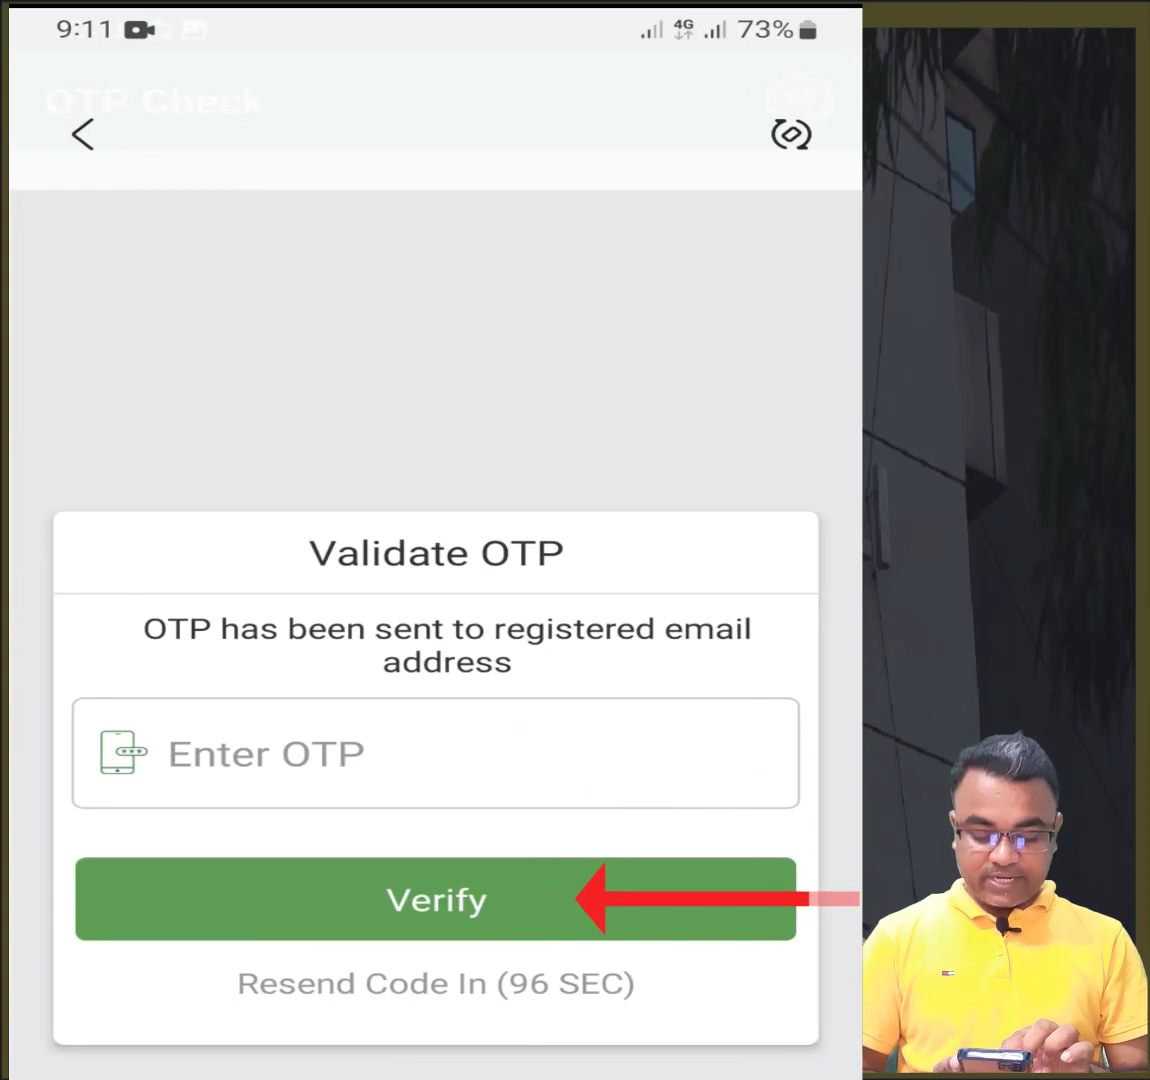 9:11
4G 73%
OTP Check
Validate OTP
OTP has been sent to registered email
address
Enter OTP
Verify
Resend Code In (96 SEC)